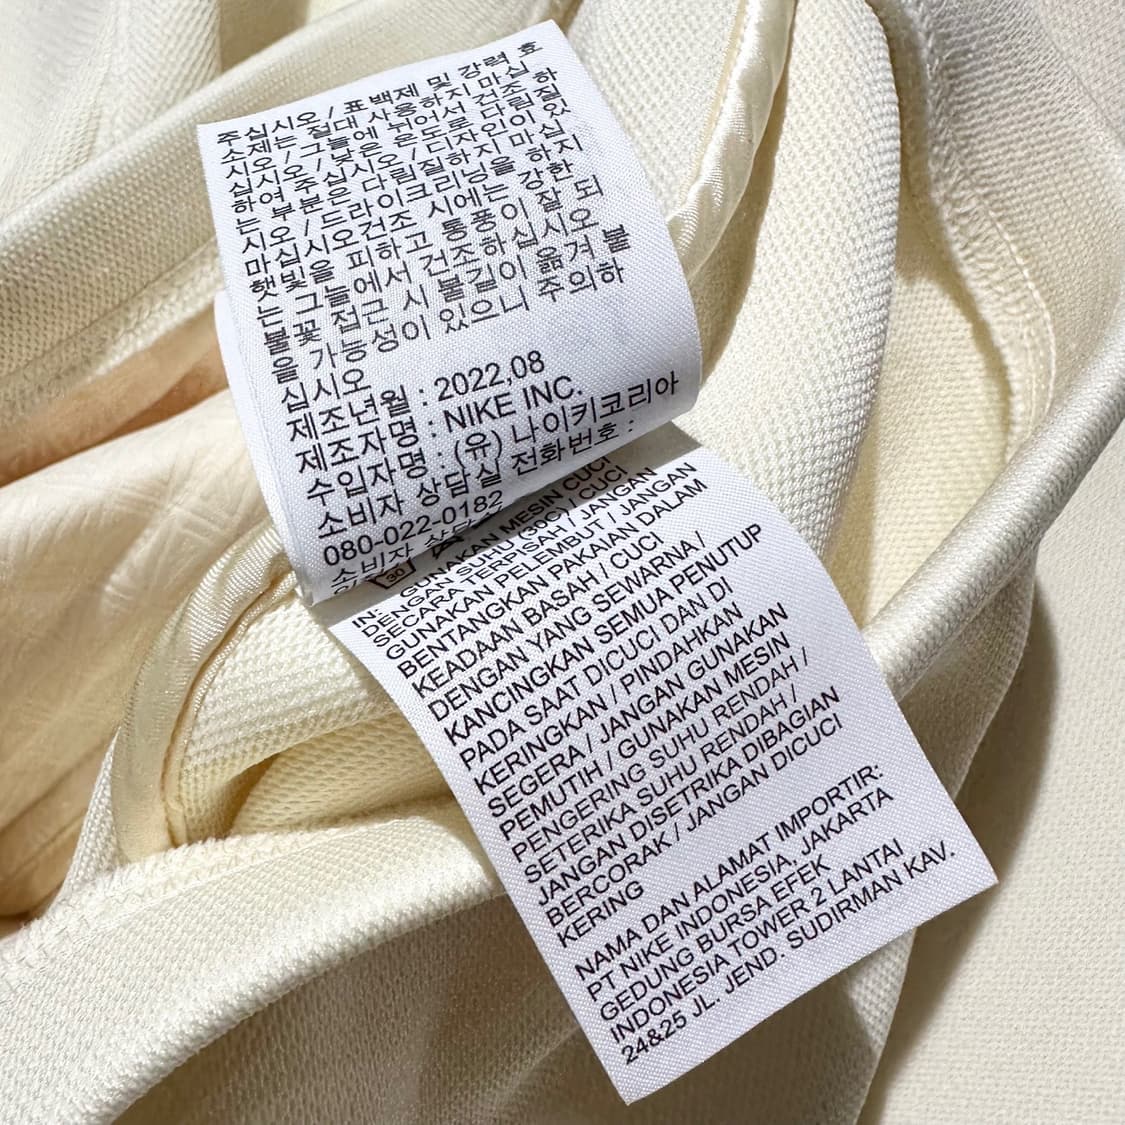 주십시오 / 표백제 및 강력 효
소제는 절대 사용하지 마십
시오 / 그늘에 뉘어서 건조 하
십시오 / 낮은 온도로 다림질
하여 주십시오 / 디자인이 있
는 부분은 다림질하지 마십
시오 / 드라이크리닝을 하지
마십시오건조 시에는 강한
햇빛을 피하고 통풍이 잘 되
는 그늘에서 건조하십시오
불꽃 접근 시 불길이 옮겨 붙
을 가능성이 있으니 주의하
십시오
제조년월 : 2022,08
제조자명 : NIKE INC.
수입자명 : (유) 나이키코리아
소비자 상담실 전화번호 :
080-022-0182
소비자 상담
30
IN: GUNAKAN MESIN CUCI
DENGAN SUHU (30C) / CUCI
SECARA TERPISAH / JANGAN
GUNAKAN PELEMBUT / JANGAN
BENTANGKAN PAKAIAN DALAM
KEADAAN BASAH / CUCI
DENGAN YANG SEWARNA /
KANCINGKAN SEMUA PENUTUP
PADA SAAT DICUCI DAN DI
KERINGKAN / PINDAHKAN
SEGERA / JANGAN GUNAKAN
PEMUTIH / GUNAKAN MESIN
PENGERING SUHU RENDAH /
SETERIKA SUHU RENDAH /
JANGAN DISETRIKA DIBAGIAN
BERCORAK / JANGAN DICUCI
KERING
NAMA DAN ALAMAT IMPORTIR:
PT NIKE INDONESIA, JAKARTA
GEDUNG BURSA EFEK
INDONESIA TOWER 2 LANTAI
24&25 JL. JEND. SUDIRMAN KAV.